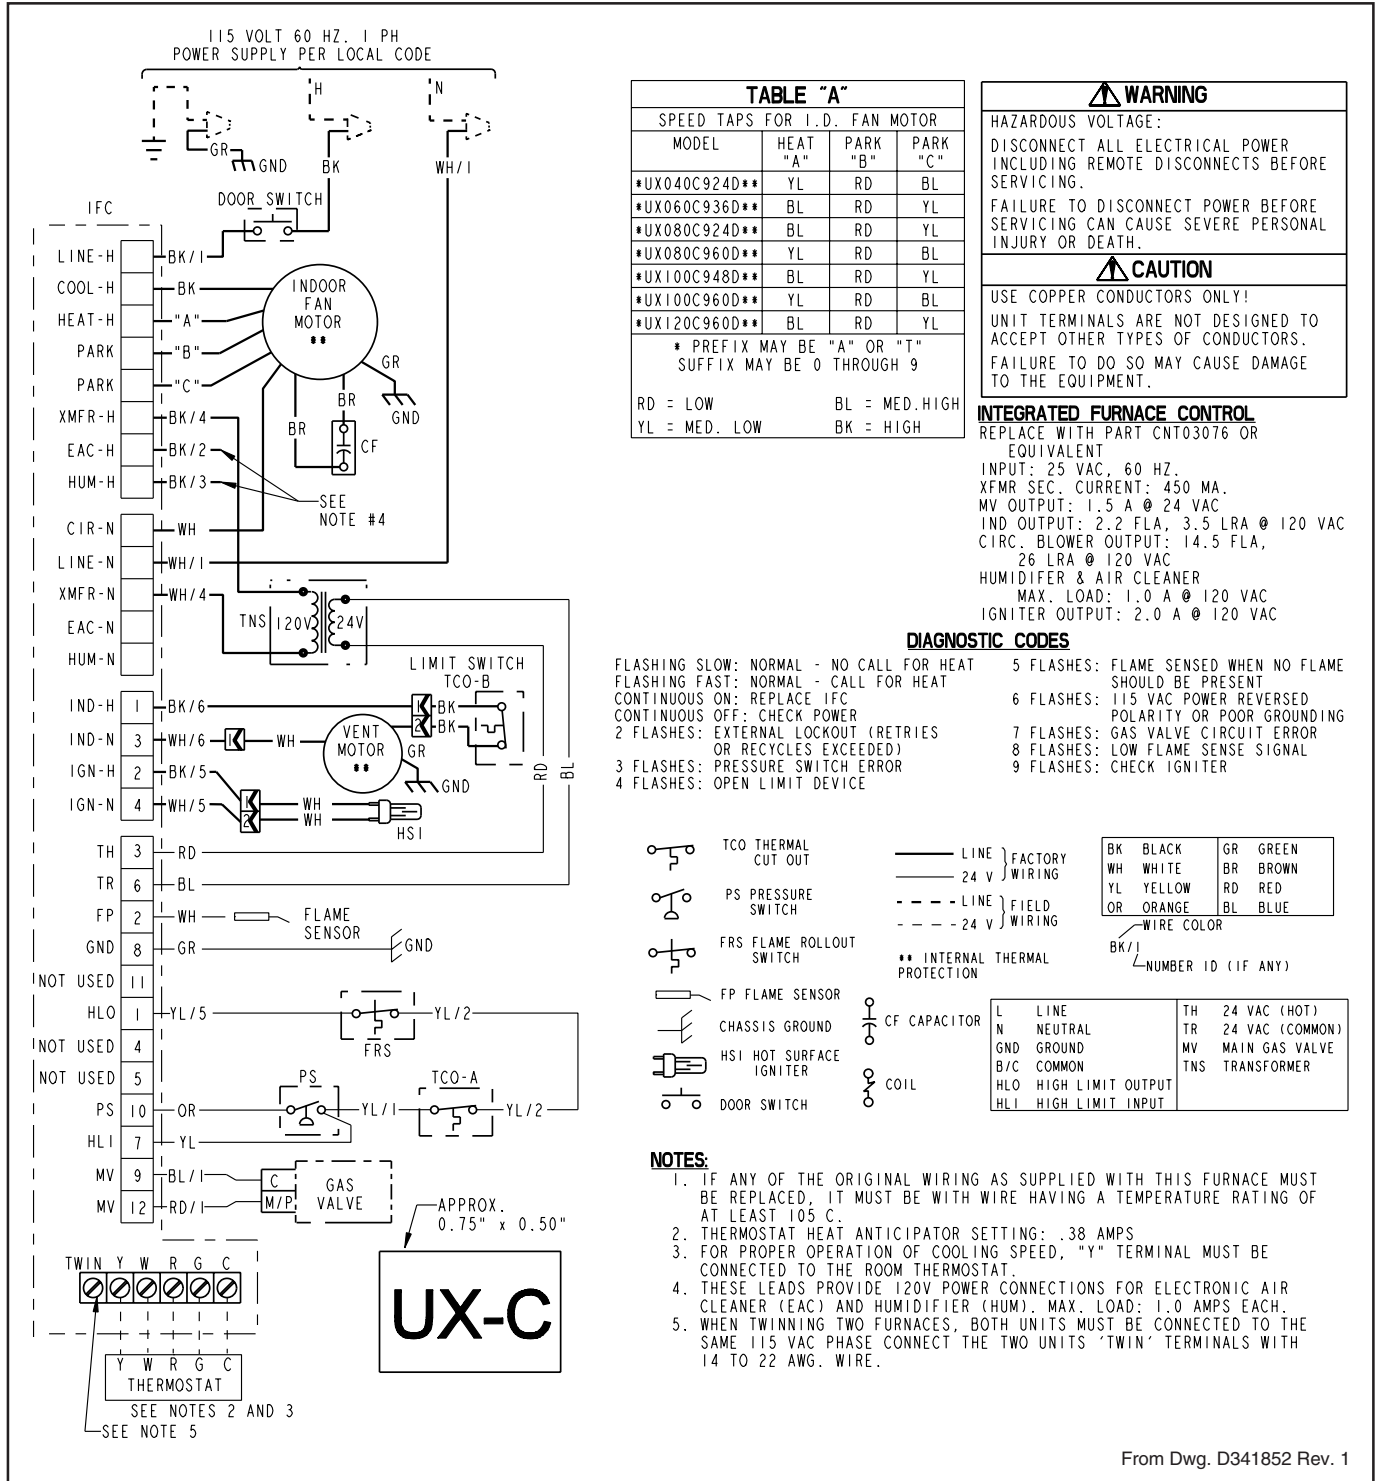 115 VOLT 60 HZ. 1 PH
POWER SUPPLY PER LOCAL CODE
H
N
GR
GND
BK
WH/1
DOOR SWITCH
IFC
LINE-H
BK/1
COOL-H
BK
HEAT-H
"A"
PARK
"B"
PARK
"C"
XMFR-H
BK/4
EAC-H
BK/2
HUM-H
BK/3
INDOOR
FAN
MOTOR
**
GR
GND
BR
BR
CF
SEE
NOTE #4
CIR-N
WH
LINE-N
WH/1
XMFR-N
WH/4
EAC-N
HUM-N
TNS
120V
24V
LIMIT SWITCH
TCO-B
IND-H 1 BK/6
1 BK
2 BK
IND-N 3 WH/6
1
WH
VENT
MOTOR
**
GR
GND
IGN-H 2 BK/5
IGN-N 4 WH/5
1 WH
2 WH
HSI
RD
BL
TH 3 RD
TR 6 BL
FP 2 WH
FLAME
SENSOR
GND 8 GR
GND
NOT USED 11
HLO 1 YL/5
YL/2
FRS
NOT USED 4
NOT USED 5
PS
TCO-A
PS 10 OR
YL/1
YL/2
HLI 7 YL
MV 9 BL/1
C
MV 12 RD/1
M/P
GAS
VALVE
APPROX.
0.75" x 0.50"
UX-C
TWIN Y W R G C
Y W R G C
THERMOSTAT
SEE NOTES 2 AND 3
SEE NOTE 5
TABLE "A"
SPEED TAPS FOR I.D. FAN MOTOR
MODEL HEAT "A" PARK "B" PARK "C"
*UX040C924D** YL RD BL
*UX060C936D** BL RD YL
*UX080C924D** BL RD YL
*UX080C960D** YL RD BL
*UX100C948D** BL RD YL
*UX100C960D** YL RD BL
*UX120C960D** BL RD YL
* PREFIX MAY BE "A" OR "T"
SUFFIX MAY BE 0 THROUGH 9
RD = LOW BL = MED.HIGH
YL = MED. LOW BK = HIGH
WARNING
HAZARDOUS VOLTAGE:
DISCONNECT ALL ELECTRICAL POWER
INCLUDING REMOTE DISCONNECTS BEFORE
SERVICING.
FAILURE TO DISCONNECT POWER BEFORE
SERVICING CAN CAUSE SEVERE PERSONAL
INJURY OR DEATH.
CAUTION
USE COPPER CONDUCTORS ONLY!
UNIT TERMINALS ARE NOT DESIGNED TO
ACCEPT OTHER TYPES OF CONDUCTORS.
FAILURE TO DO SO MAY CAUSE DAMAGE
TO THE EQUIPMENT.
INTEGRATED FURNACE CONTROL
REPLACE WITH PART CNT03076 OR
EQUIVALENT
INPUT: 25 VAC, 60 HZ.
XFMR SEC. CURRENT: 450 MA.
MV OUTPUT: 1.5 A @ 24 VAC
IND OUTPUT: 2.2 FLA, 3.5 LRA @ 120 VAC
CIRC. BLOWER OUTPUT: 14.5 FLA,
26 LRA @ 120 VAC
HUMIDIFER & AIR CLEANER
MAX. LOAD: 1.0 A @ 120 VAC
IGNITER OUTPUT: 2.0 A @ 120 VAC
DIAGNOSTIC CODES
FLASHING SLOW: NORMAL - NO CALL FOR HEAT
FLASHING FAST: NORMAL - CALL FOR HEAT
CONTINUOUS ON: REPLACE IFC
CONTINUOUS OFF: CHECK POWER
2 FLASHES: EXTERNAL LOCKOUT (RETRIES
OR RECYCLES EXCEEDED)
3 FLASHES: PRESSURE SWITCH ERROR
4 FLASHES: OPEN LIMIT DEVICE
5 FLASHES: FLAME SENSED WHEN NO FLAME
SHOULD BE PRESENT
6 FLASHES: 115 VAC POWER REVERSED
POLARITY OR POOR GROUNDING
7 FLASHES: GAS VALVE CIRCUIT ERROR
8 FLASHES: LOW FLAME SENSE SIGNAL
9 FLASHES: CHECK IGNITER
TCO THERMAL
CUT OUT
PS PRESSURE
SWITCH
FRS FLAME ROLLOUT
SWITCH
FP FLAME SENSOR
CHASSIS GROUND
HSI HOT SURFACE
IGNITER
DOOR SWITCH
LINE
24 V
FACTORY
WIRING
LINE
24 V
FIELD
WIRING
** INTERNAL THERMAL
PROTECTION
CF CAPACITOR
COIL
BK BLACK GR GREEN
WH WHITE BR BROWN
YL YELLOW RD RED
OR ORANGE BL BLUE
WIRE COLOR
BK/1
NUMBER ID (IF ANY)
L LINE TH 24 VAC (HOT)
N NEUTRAL TR 24 VAC (COMMON)
GND GROUND MV MAIN GAS VALVE
B/C COMMON TNS TRANSFORMER
HLO HIGH LIMIT OUTPUT
HLI HIGH LIMIT INPUT
NOTES:
1. IF ANY OF THE ORIGINAL WIRING AS SUPPLIED WITH THIS FURNACE MUST
BE REPLACED, IT MUST BE WITH WIRE HAVING A TEMPERATURE RATING OF
AT LEAST 105 C.
2. THERMOSTAT HEAT ANTICIPATOR SETTING: .38 AMPS
3. FOR PROPER OPERATION OF COOLING SPEED, "Y" TERMINAL MUST BE
CONNECTED TO THE ROOM THERMOSTAT.
4. THESE LEADS PROVIDE 120V POWER CONNECTIONS FOR ELECTRONIC AIR
CLEANER (EAC) AND HUMIDIFIER (HUM). MAX. LOAD: 1.0 AMPS EACH.
5. WHEN TWINNING TWO FURNACES, BOTH UNITS MUST BE CONNECTED TO THE
SAME 115 VAC PHASE CONNECT THE TWO UNITS 'TWIN' TERMINALS WITH
14 TO 22 AWG. WIRE.
From Dwg. D341852 Rev. 1